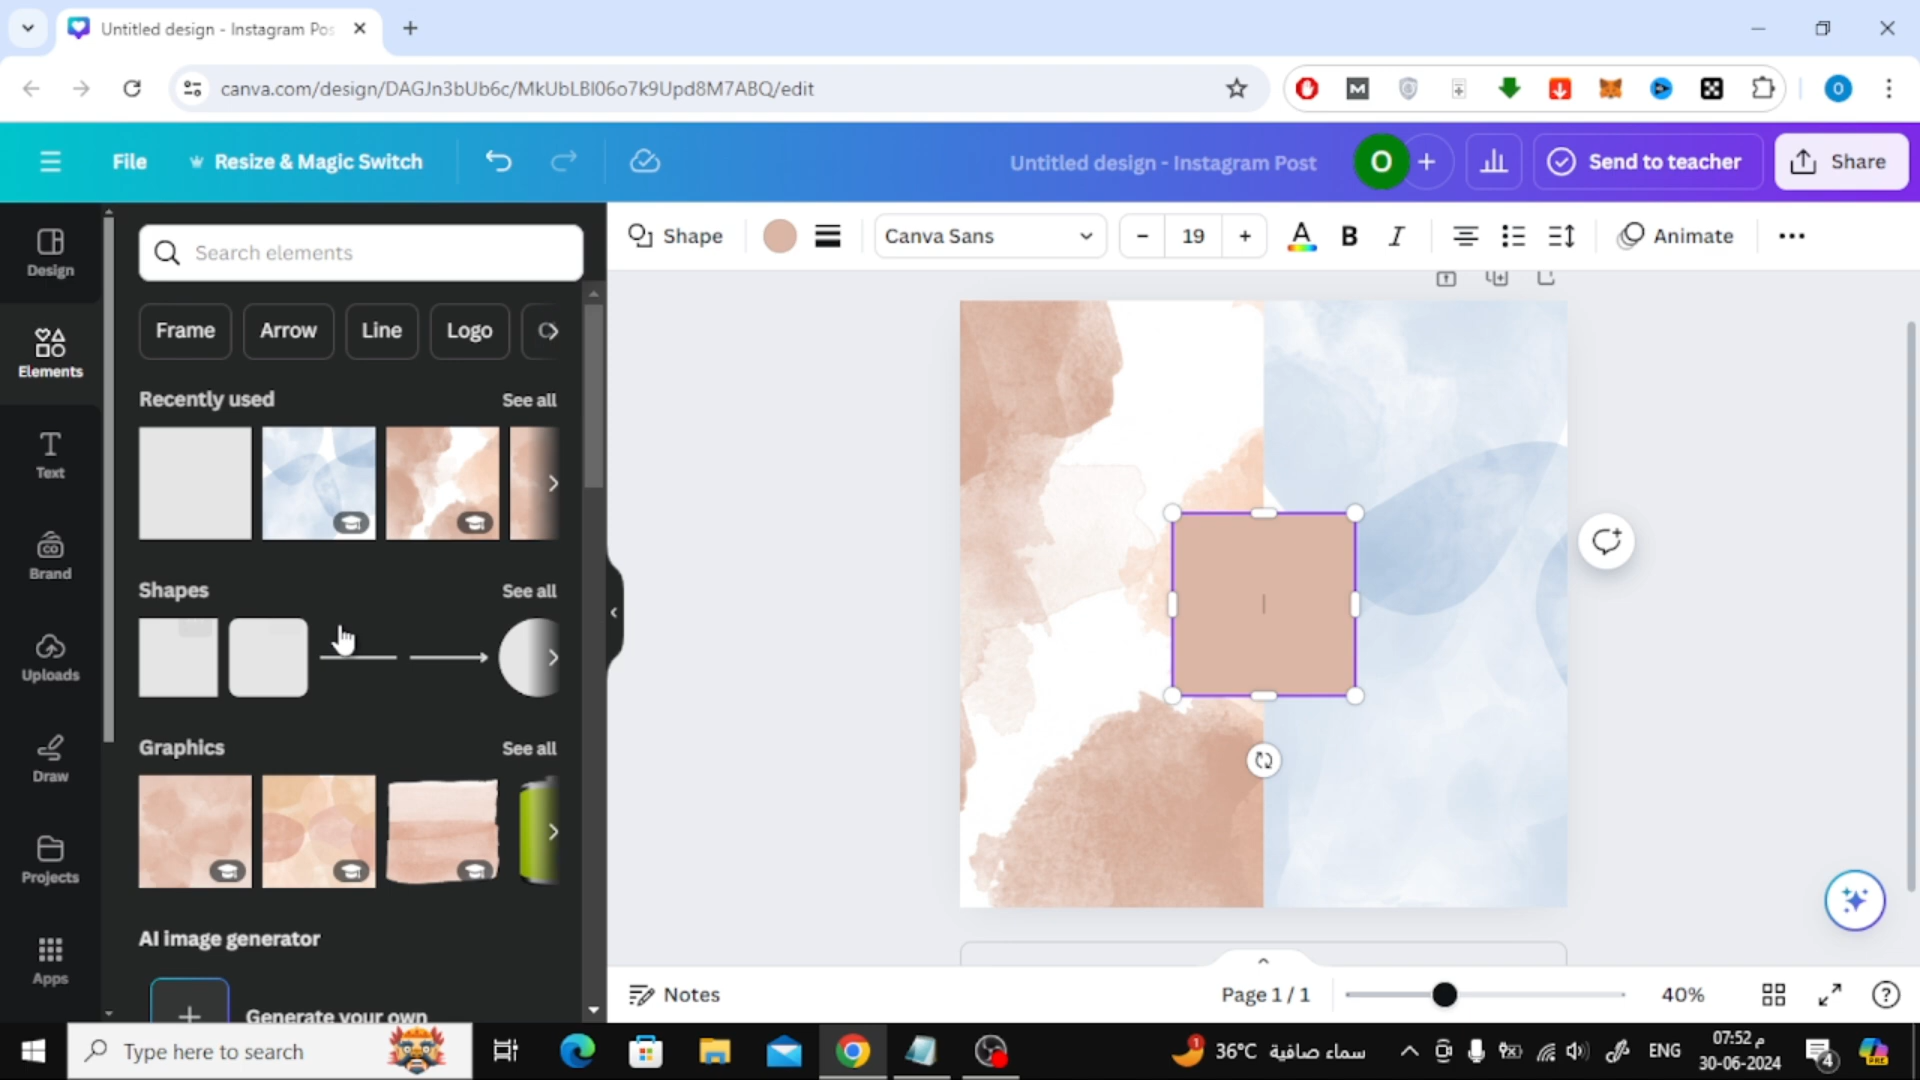 Untitled design - Instagram Pos
canva.com/design/DAGJn3bUb6c/MkUbLBl06o7k9Upd8M7ABQ/edit
File
Resize & Magic Switch
Untitled design - Instagram Post
O
Send to teacher
Share
Design
Elements
Text
Brand
Uploads
Draw
Projects
Apps
Search elements
Frame
Arrow
Line
Logo
Recently used
See all
Shapes
See all
Graphics
See all
AI image generator
Generate your own
Shape
Canva Sans
19
Animate
Notes
Page 1 / 1
40%
Type here to search
36°C
سماء صافية
ENG
07:52 م
30-06-2024
4